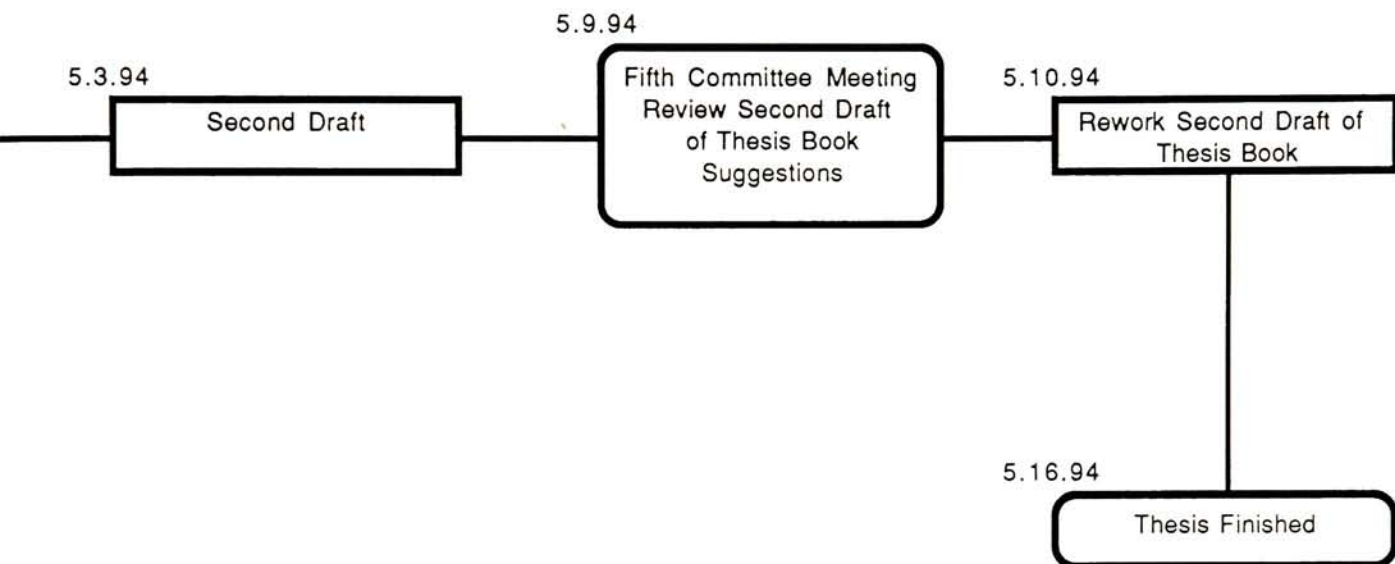 5.3.94
Second Draft
5.9.94
Fifth Committee Meeting
Review Second Draft
of Thesis Book
Suggestions
5.10.94
Rework Second Draft of
Thesis Book
5.16.94
Thesis Finished